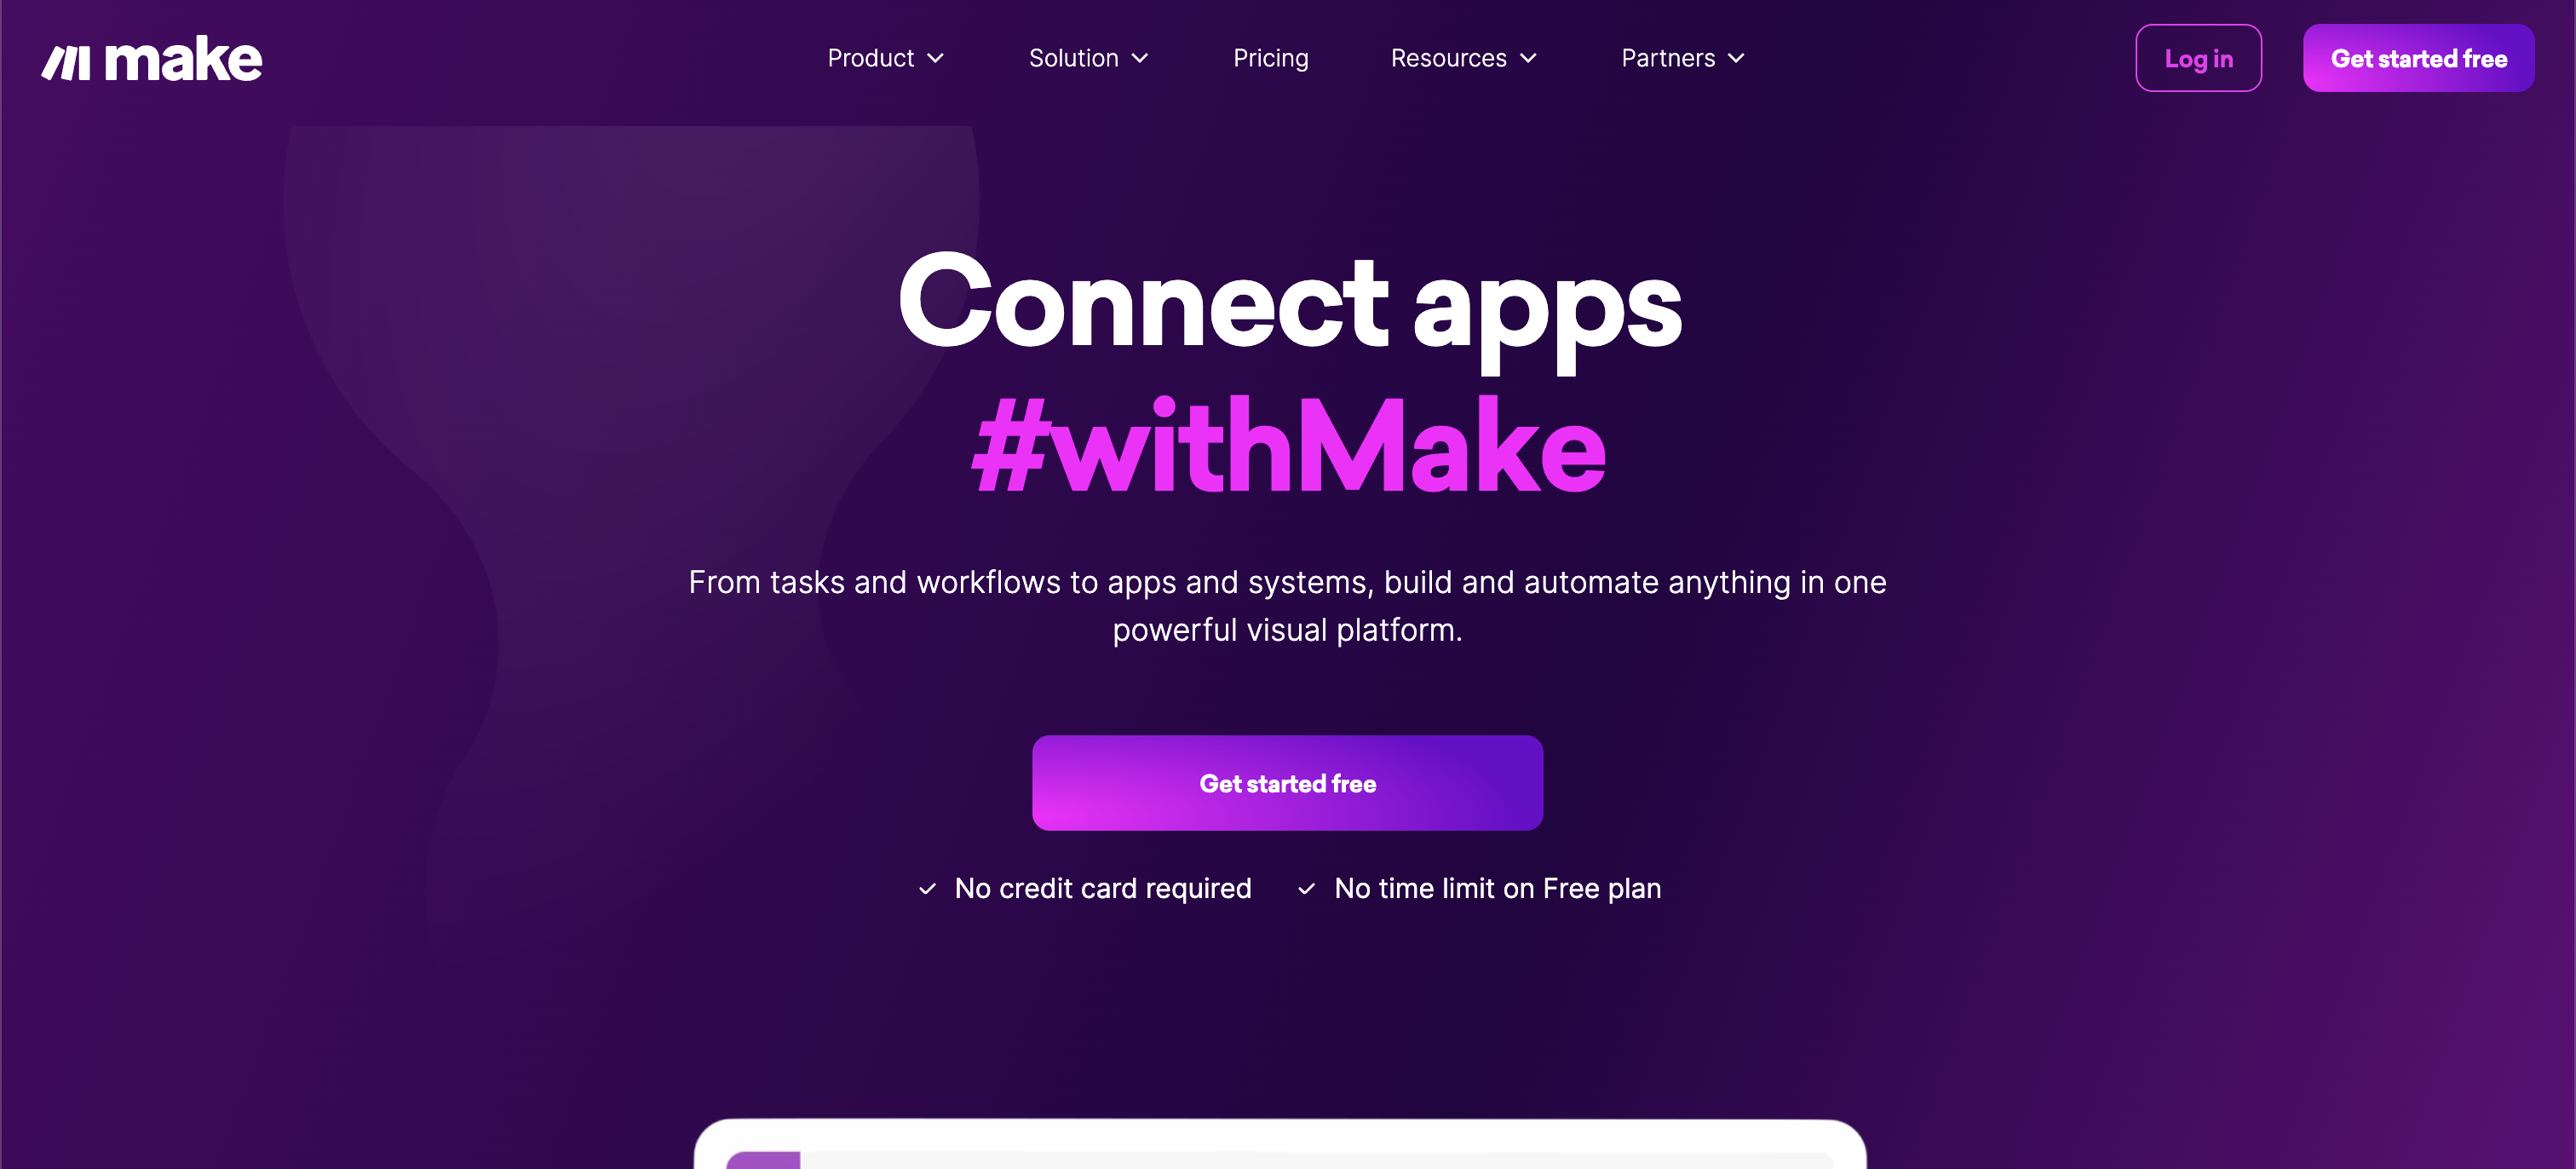 make
Product
Solution
Pricing
Resources
Partners
Log in
Get started free
Connect apps
#withMake
From tasks and workflows to apps and systems, build and automate anything in one
powerful visual platform.
Get started free
No credit card required
No time limit on Free plan